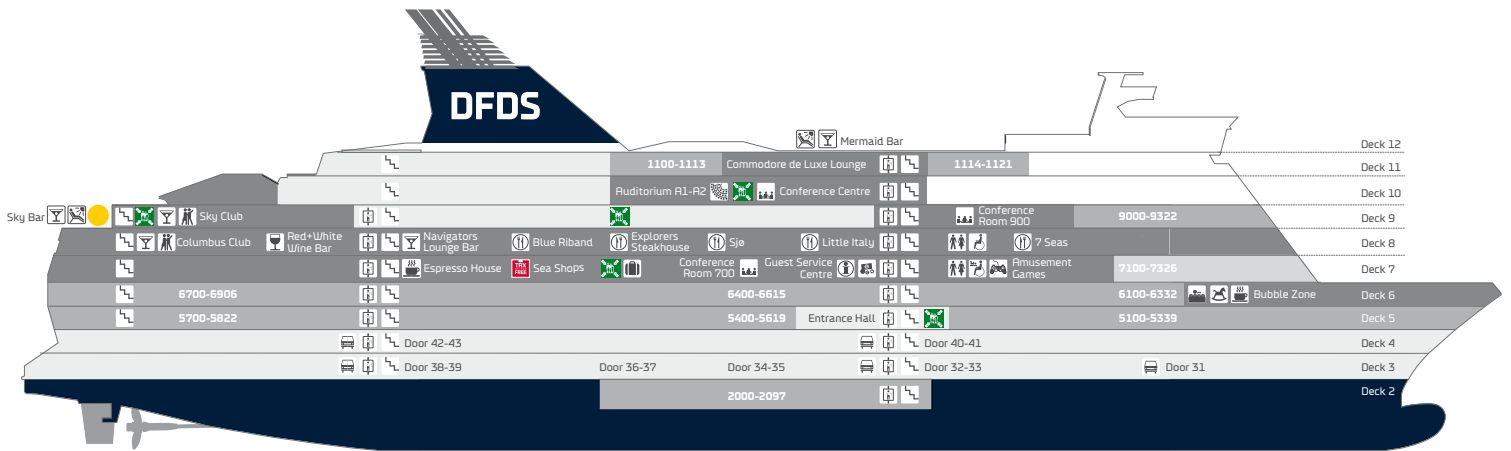 DFDS
Mermaid Bar
Deck 12
1100-1113
Commodore de Luxe Lounge
1114-1121
Deck 11
Auditorium A1-A2
Conference Centre
Deck 10
Sky Bar
Sky Club
Conference
Room 900
9000-9322
Deck 9
Columbus Club
Red+White
Wine Bar
Navigators
Lounge Bar
Blue Riband
Explorers
Steakhouse
Sjø
Little Italy
7 Seas
Deck 8
Espresso House
TAX
FREE
Sea Shops
Conference
Room 700
Guest Service
Centre
Amusement
Games
7100-7326
Deck 7
6700-6906
6400-6615
6100-6332
Bubble Zone
Deck 6
5700-5822
5400-5619
Entrance Hall
5100-5339
Deck 5
Door 42-43
Door 40-41
Deck 4
Door 38-39
Door 36-37
Door 34-35
Door 32-33
Door 31
Deck 3
2000-2097
Deck 2